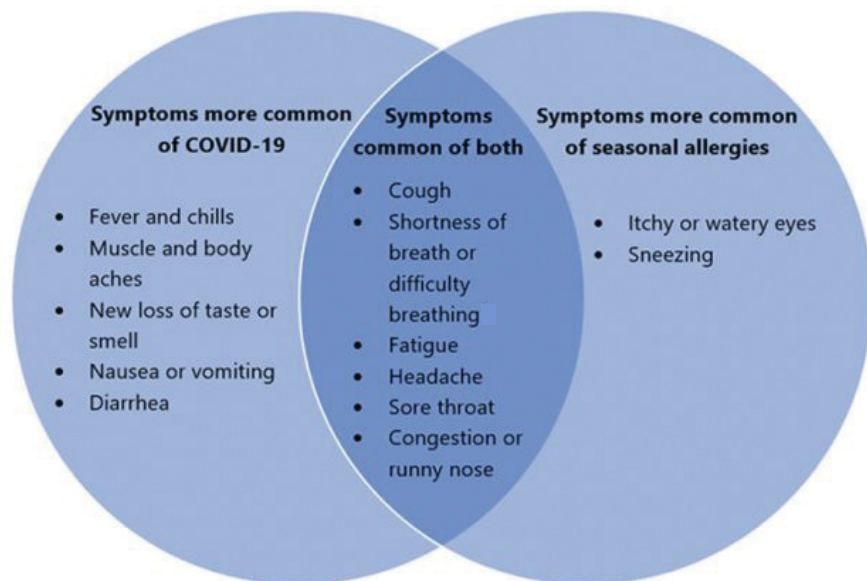 Symptoms more common
of COVID-19
• Fever and chills
• Muscle and body
aches
• New loss of taste or
smell
• Nausea or vomiting
• Diarrhea
Symptoms
common of both
• Cough
• Shortness of
breath or
difficulty
breathing
• Fatigue
• Headache
• Sore throat
• Congestion or
runny nose
Symptoms more common
of seasonal allergies
• Itchy or watery eyes
• Sneezing